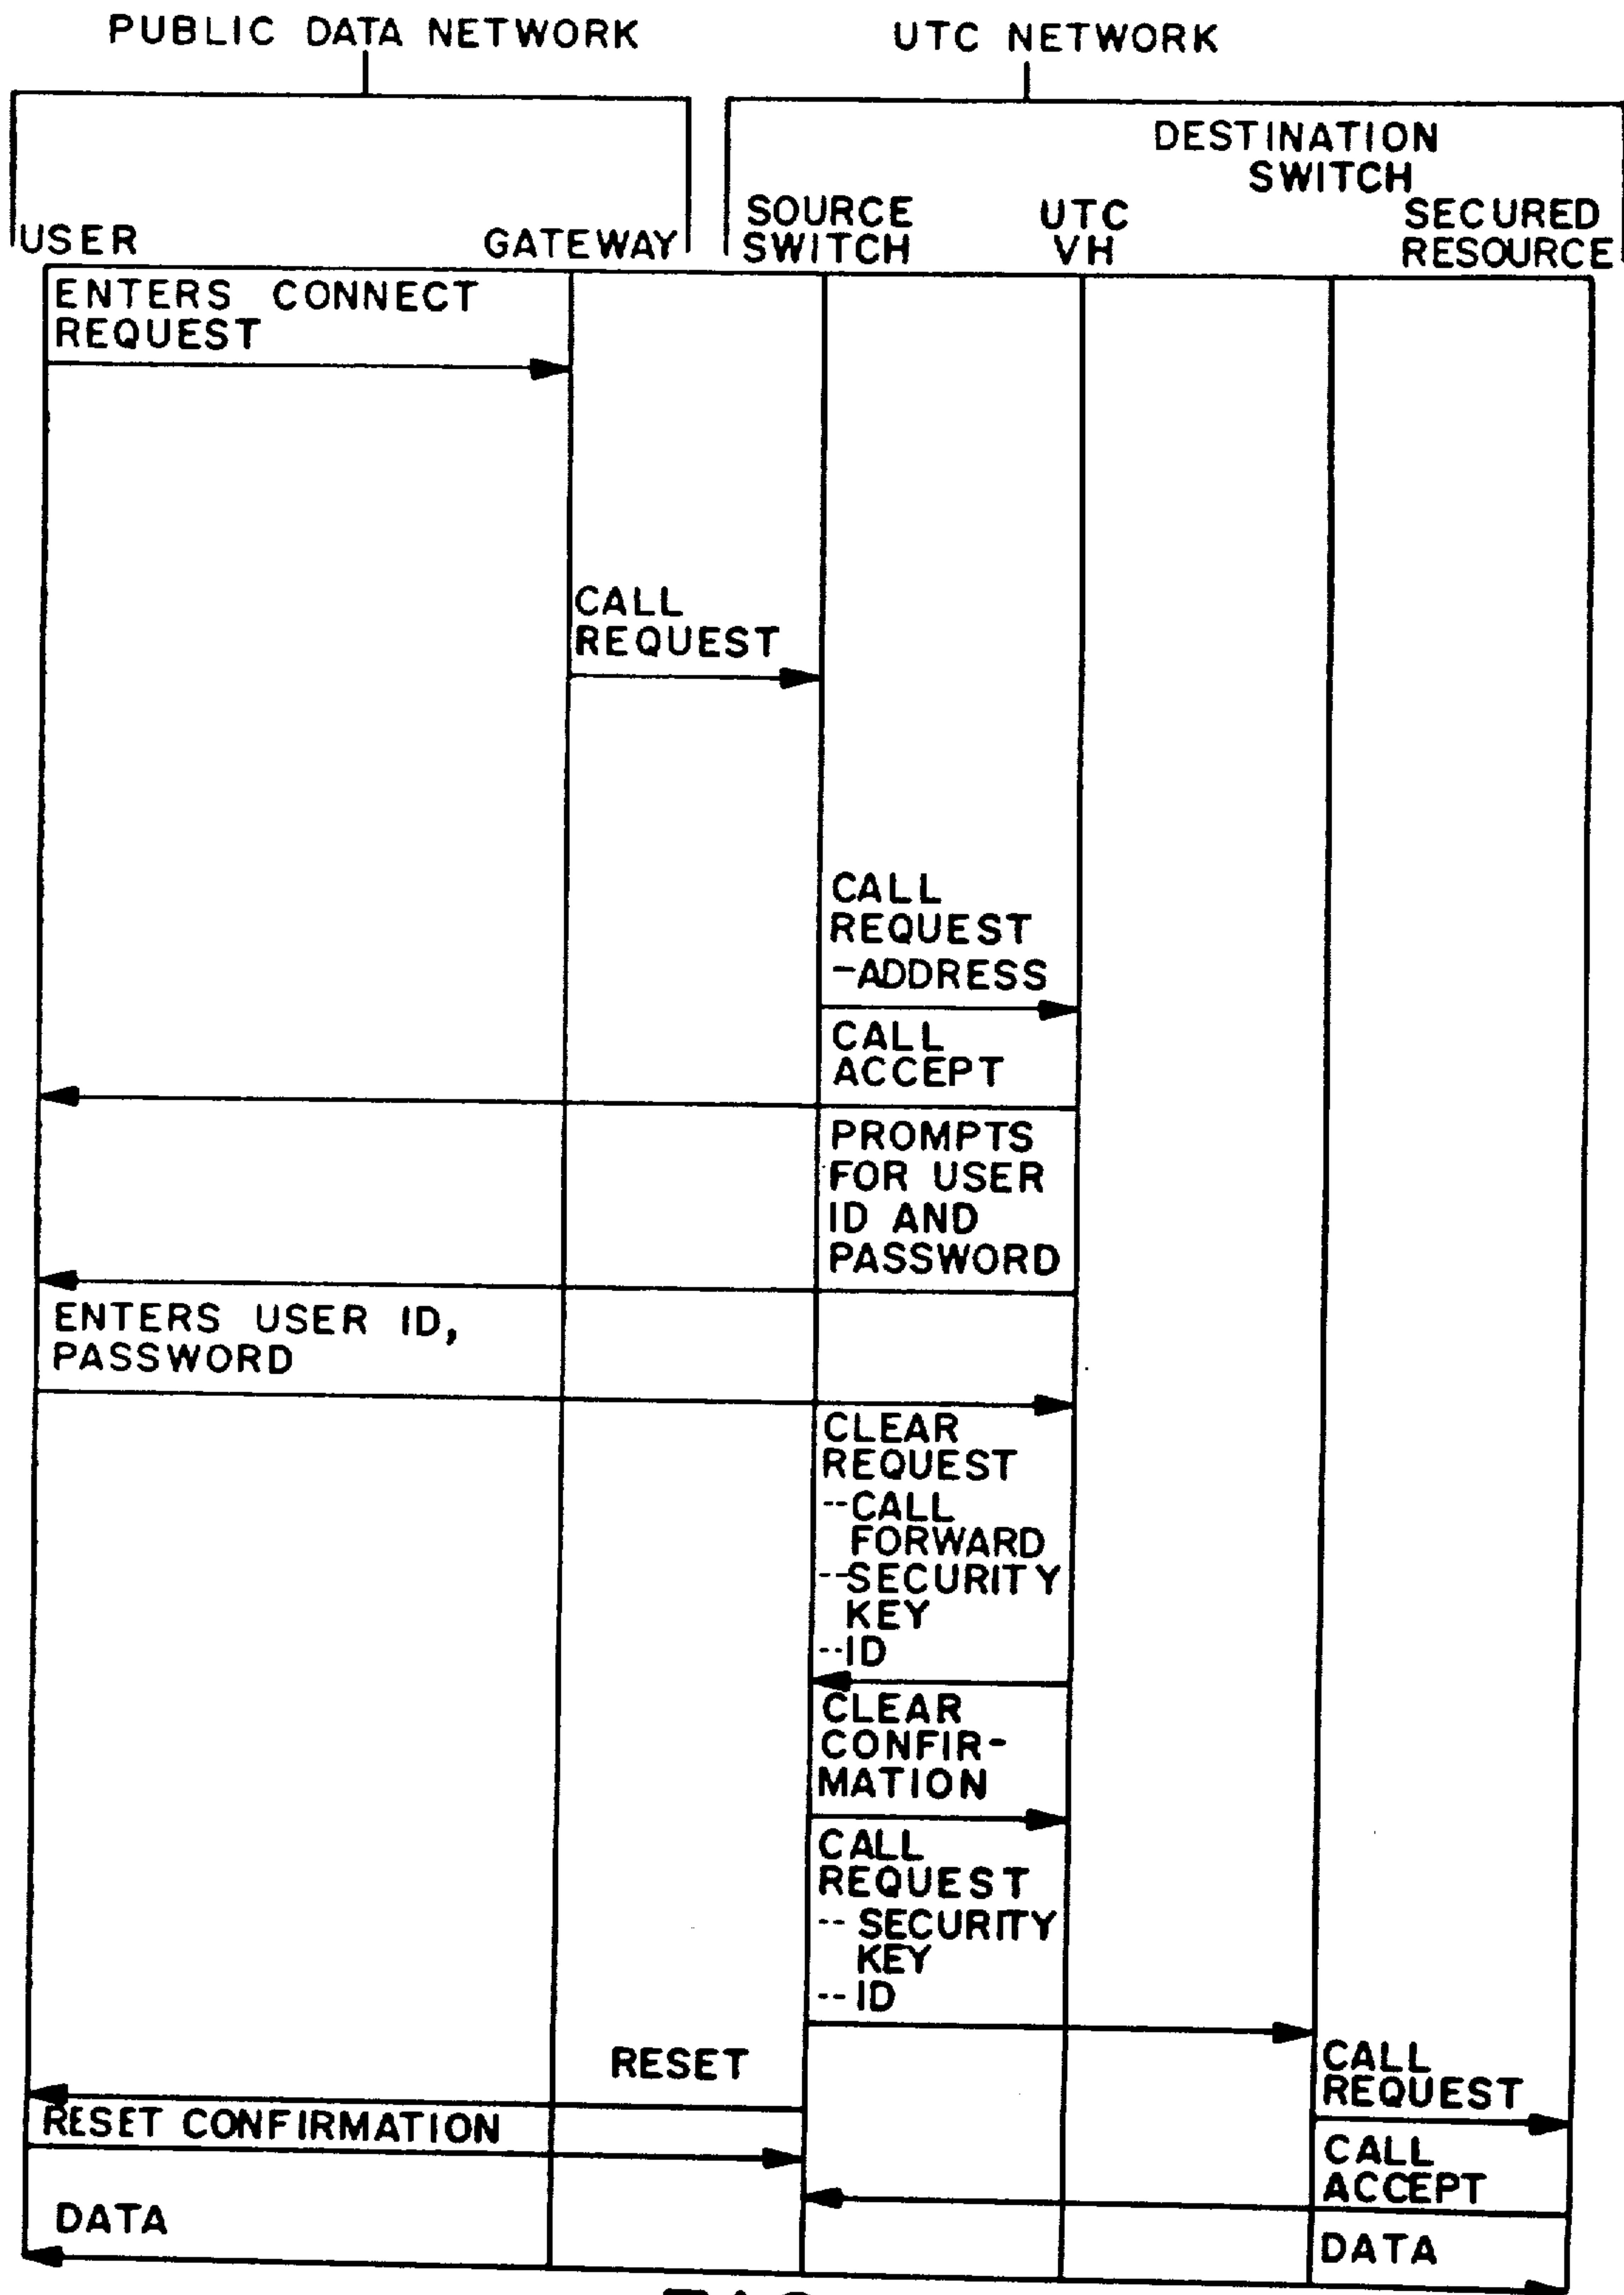 PUBLIC DATA NETWORK
UTC NETWORK
DESTINATION
SWITCH
USER
GATEWAY
SOURCE
SWITCH
UTC
VH
SECURED
RESOURCE
ENTERS CONNECT
REQUEST
CALL
REQUEST
CALL
REQUEST
-ADDRESS
CALL
ACCEPT
PROMPTS
FOR USER
ID AND
PASSWORD
ENTERS USER ID,
PASSWORD
CLEAR
REQUEST
--CALL
FORWARD
--SECURITY
KEY
--ID
CLEAR
CONFIR-
MATION
CALL
REQUEST
-- SECURITY
KEY
-- ID
RESET
CALL
REQUEST
RESET CONFIRMATION
CALL
ACCEPT
DATA
DATA